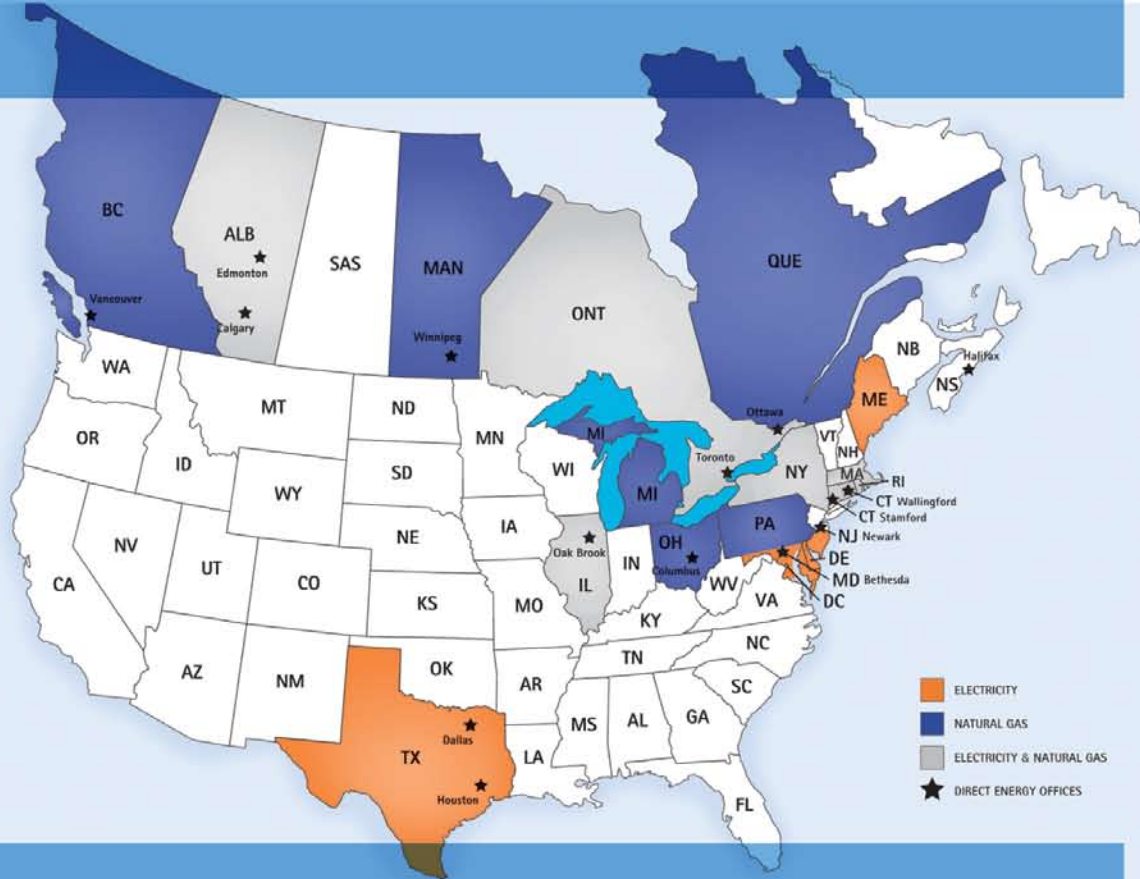 BC
ALB
Edmonton
Calgary
SAS
MAN
Winnipeg
Vancouver
ONT
QUE
Ottawa
Toronto
NB
NS
Halifax
WA
OR
ID
MT
ND
SD
MN
WI
MI
MI
NY
VT
NH
ME
MA
RI
CT Wallingford
CT Stamford
NJ Newark
DE
MD Bethesda
DC
PA
OH
Columbus
IN
Oak Brook
IL
IA
NE
WY
NV
UT
CO
CA
KS
MO
KY
WV
VA
NC
TN
SC
AZ
NM
OK
AR
MS
AL
GA
LA
TX
Dallas
Houston
FL
ELECTRICITY
NATURAL GAS
ELECTRICITY & NATURAL GAS
DIRECT ENERGY OFFICES